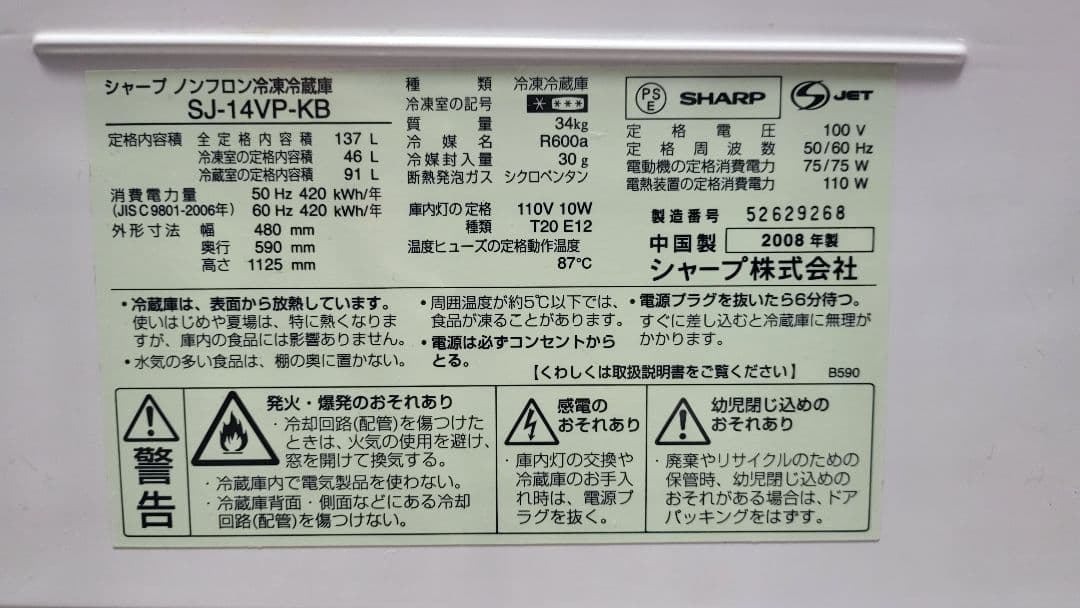 シャープ ノンフロン冷凍冷蔵庫
SJ-14VP-KB
定格内容積 全定格内容積 137 L
冷凍室の定格内容積 46 L
冷蔵室の定格内容積 91 L
消費電力量 50 Hz 420 kWh/年
(JIS C 9801-2006年) 60 Hz 420 kWh/年
外形寸法 幅 480 mm
奥行 590 mm
高さ 1125 mm
種類 冷凍冷蔵庫
冷凍室の記号 * ***
質量 34kg
冷媒名 R600a
冷媒封入量 30 g
断熱発泡ガス シクロペンタン
庫内灯の定格 110V 10W
種類 T20 E12
温度ヒューズの定格動作温度
87℃
PS
E
SHARP
S JET
定格電圧 100 V
定格周波数 50/60 Hz
電動機の定格消費電力 75/75 W
電熱装置の定格消費電力 110 W
製造番号 52629268
中国製 2008 年製
シャープ株式会社
・冷蔵庫は、表面から放熱しています。
使いはじめや夏場は、特に熱くなりま
すが、庫内の食品には影響ありません。
・水気の多い食品は、棚の奥に置かない。
・周囲温度が約5℃以下では、
食品が凍ることがあります。
・電源は必ずコンセントから
とる。
・電源プラグを抜いたら6分待つ。
すぐに差し込むと冷蔵庫に無理が
かかります。
【くわしくは取扱説明書をご覧ください】 B590
警告
発火・爆発のおそれあり
・冷却回路(配管)を傷つけた
ときは、火気の使用を避け、
窓を開けて換気する。
・冷蔵庫内で電気製品を使わない。
・冷蔵庫背面・側面などにある冷却
回路(配管)を傷つけない。
感電の
おそれあり
・庫内灯の交換や
冷蔵庫のお手入
れ時は、電源プ
ラグを抜く。
幼児閉じ込めの
おそれあり
・廃棄やリサイクルのための
保管時、幼児閉じ込めの
おそれがある場合は、ドア
パッキングをはずす。